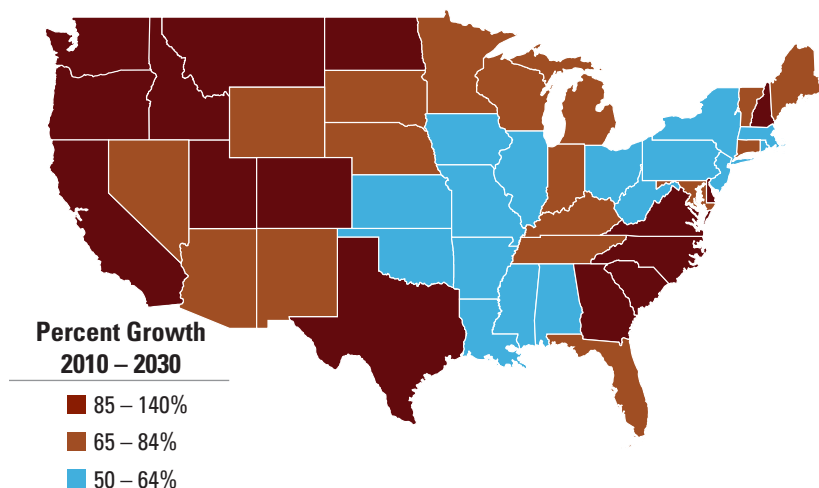 Percent Growth
2010 – 2030
85 – 140%
65 – 84%
50 – 64%